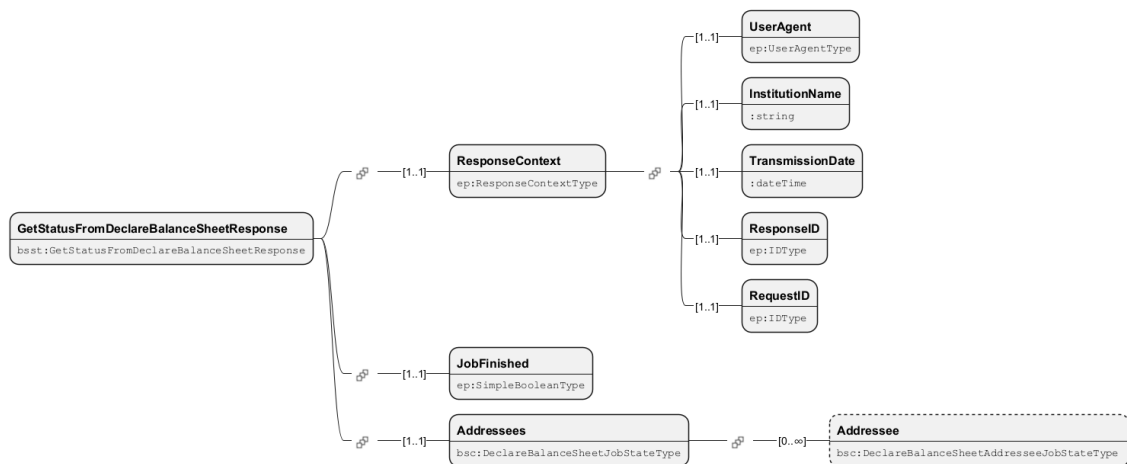 UserAgent
[1..1]
ep:UserAgentType
InstitutionName
[1..1]
:string
ResponseContext
[1..1]
ep:ResponseContextType
TransmissionDate
[1..1]
:dateTime
GetStatusFromDeclareBalanceSheetResponse
bsst:GetStatusFromDeclareBalanceSheetResponse
ResponseID
[1..1]
ep:IDType
RequestID
[1..1]
ep:IDType
JobFinished
[1..1]
ep:SimpleBooleanType
Addressees
[1..1]
bsc:DeclareBalanceSheetJobStateType
Addressee
[0..∞]
bsc:DeclareBalanceSheetAddresseeJobStateType